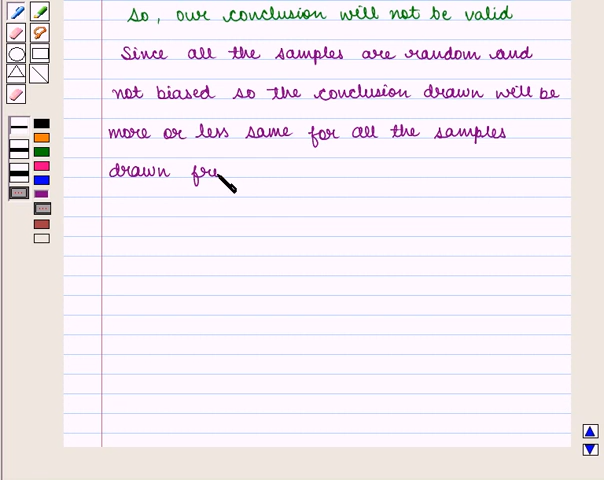 So, our conclusion will not be valid
Since all the samples are random and
not biased so the conclusion drawn will be
more or less same for all the samples
drawn fr